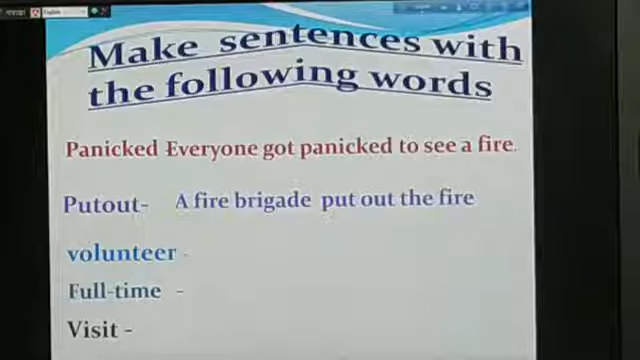 English
Make sentences with
the following words
Panicked Everyone got panicked to see a fire.
Putout- A fire brigade put out the fire
volunteer -
Full-time -
Visit -